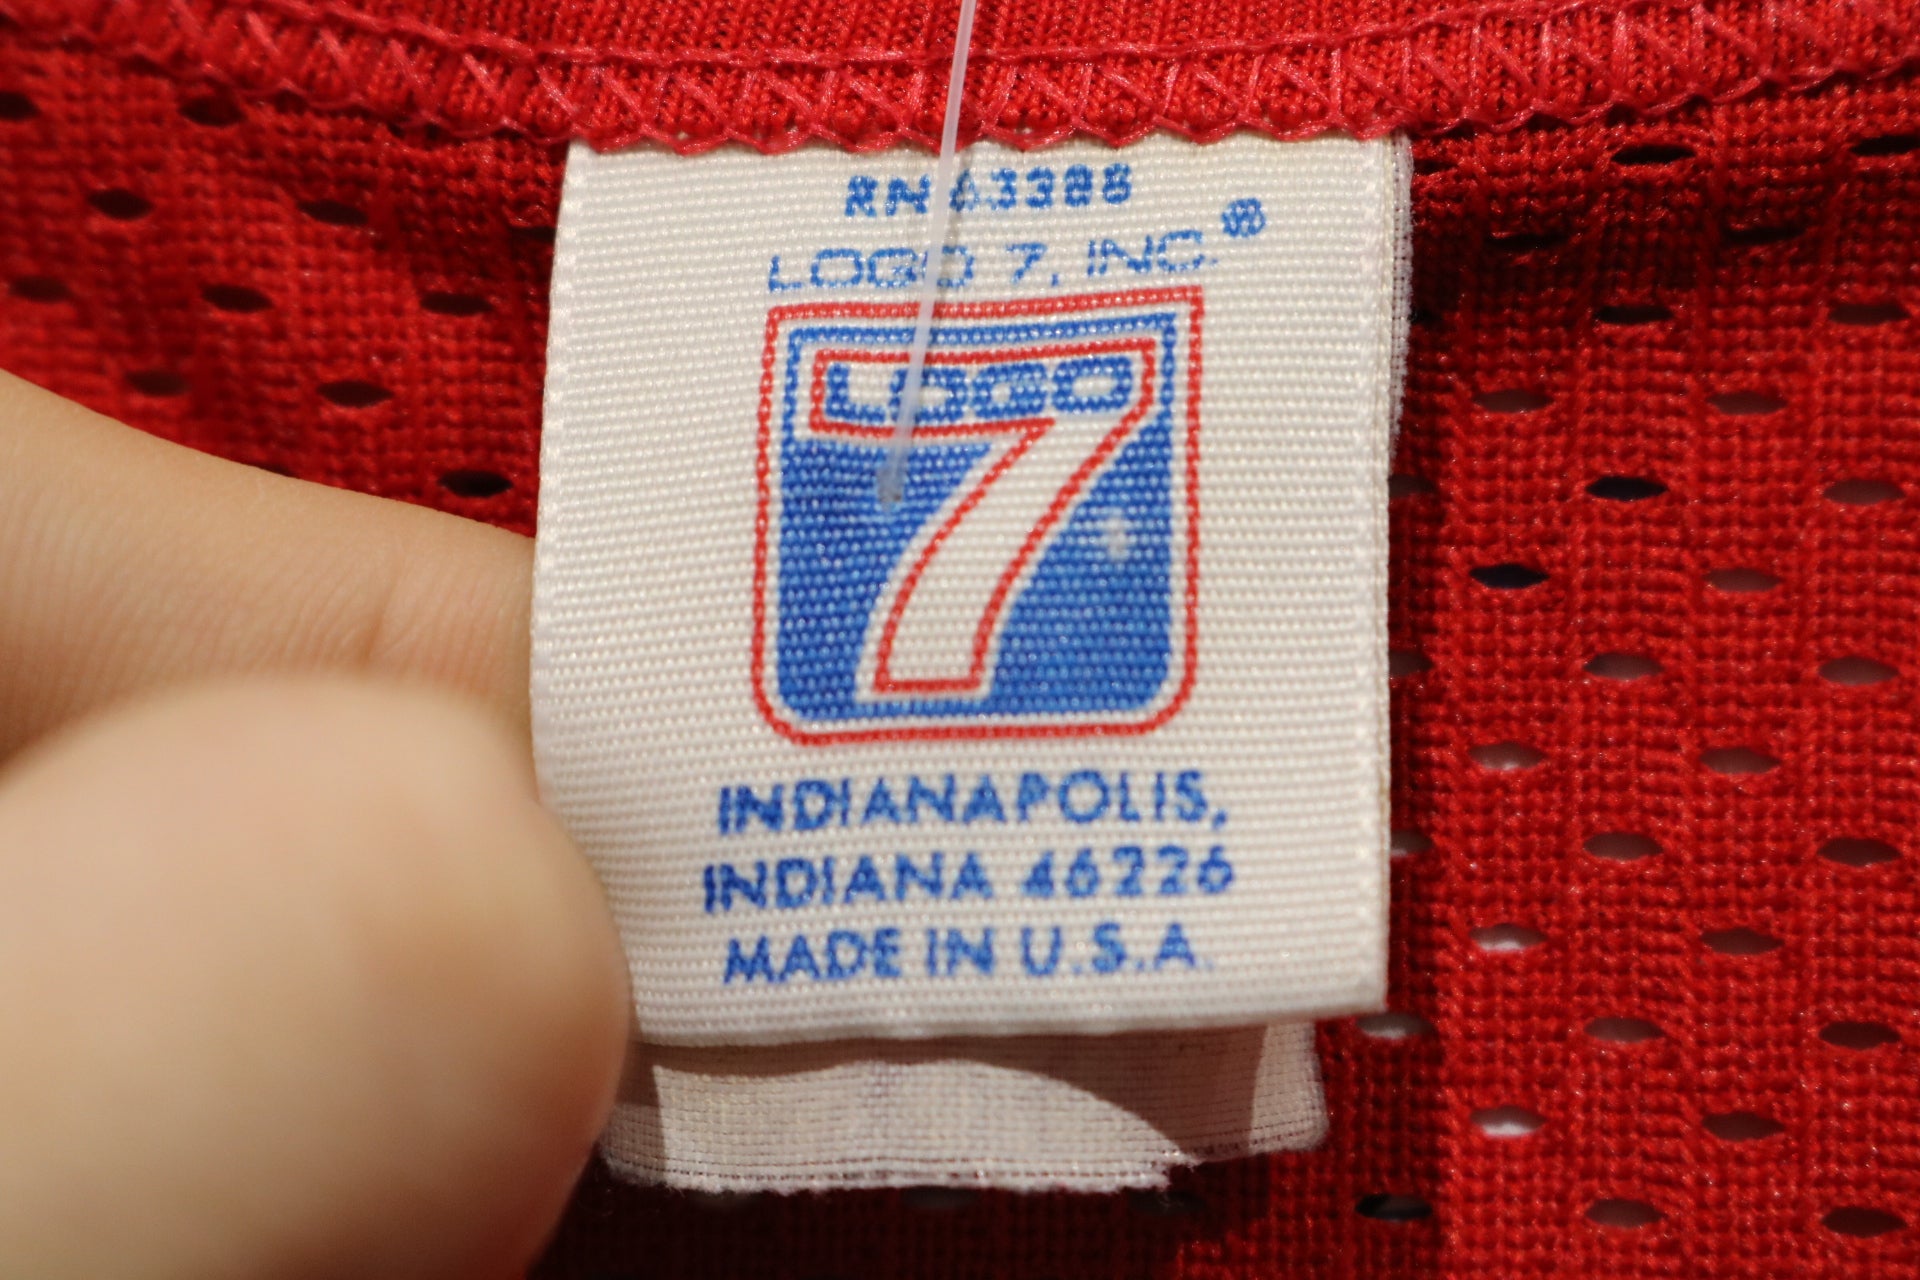 RN 63388
LOGO 7, INC.®
LOGO
7
INDIANAPOLIS,
INDIANA 46226
MADE IN U.S.A.